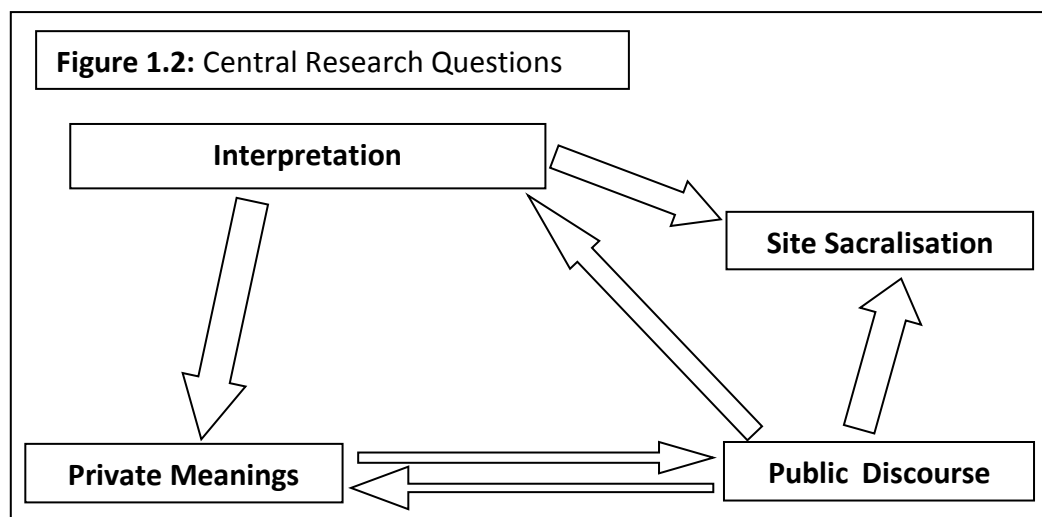 Figure 1.2: Central Research Questions
Interpretation
Site Sacralisation
Private Meanings
Public Discourse